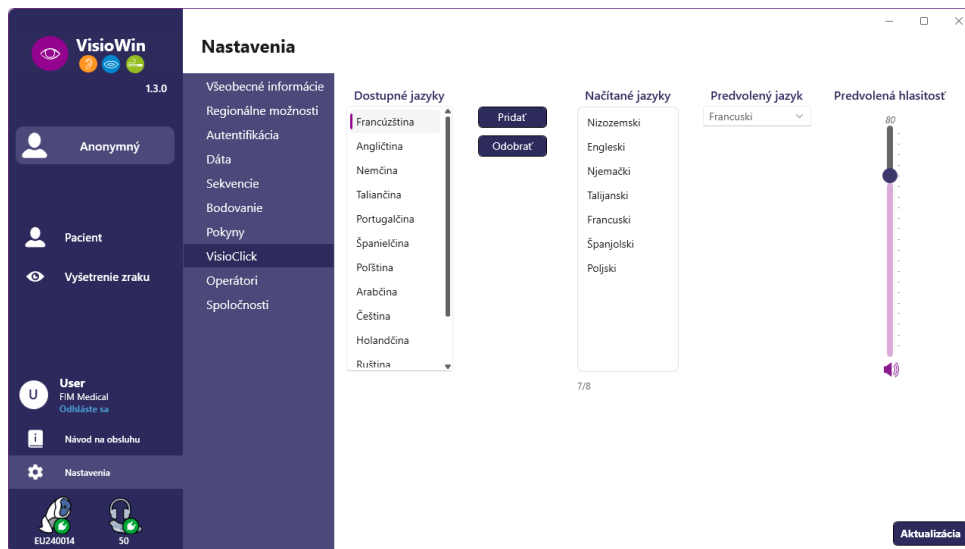 VisioWin
1.3.0
Anonymný
Pacient
Vyšetrenie zraku
U
User
FIM Medical
Odhláste sa
Návod na obsluhu
Nastavenia
EU240014
50
Nastavenia
Všeobecné informácie
Regionálne možnosti
Autentifikácia
Dáta
Sekvencie
Bodovanie
Pokyny
VisioClick
Operátori
Spoločnosti
Dostupné jazyky
Francúzština
Angličtina
Nemčina
Taliančina
Portugalčina
Španielčina
Poľština
Arabčina
Čeština
Holandčina
Ruština
Pridať
Odobrať
Načítané jazyky
Nizozemski
Engleski
Njemački
Talijanski
Francuski
Španjolski
Poljski
7/8
Predvolený jazyk
Francuski
Predvolená hlasitosť
80
Aktualizácia